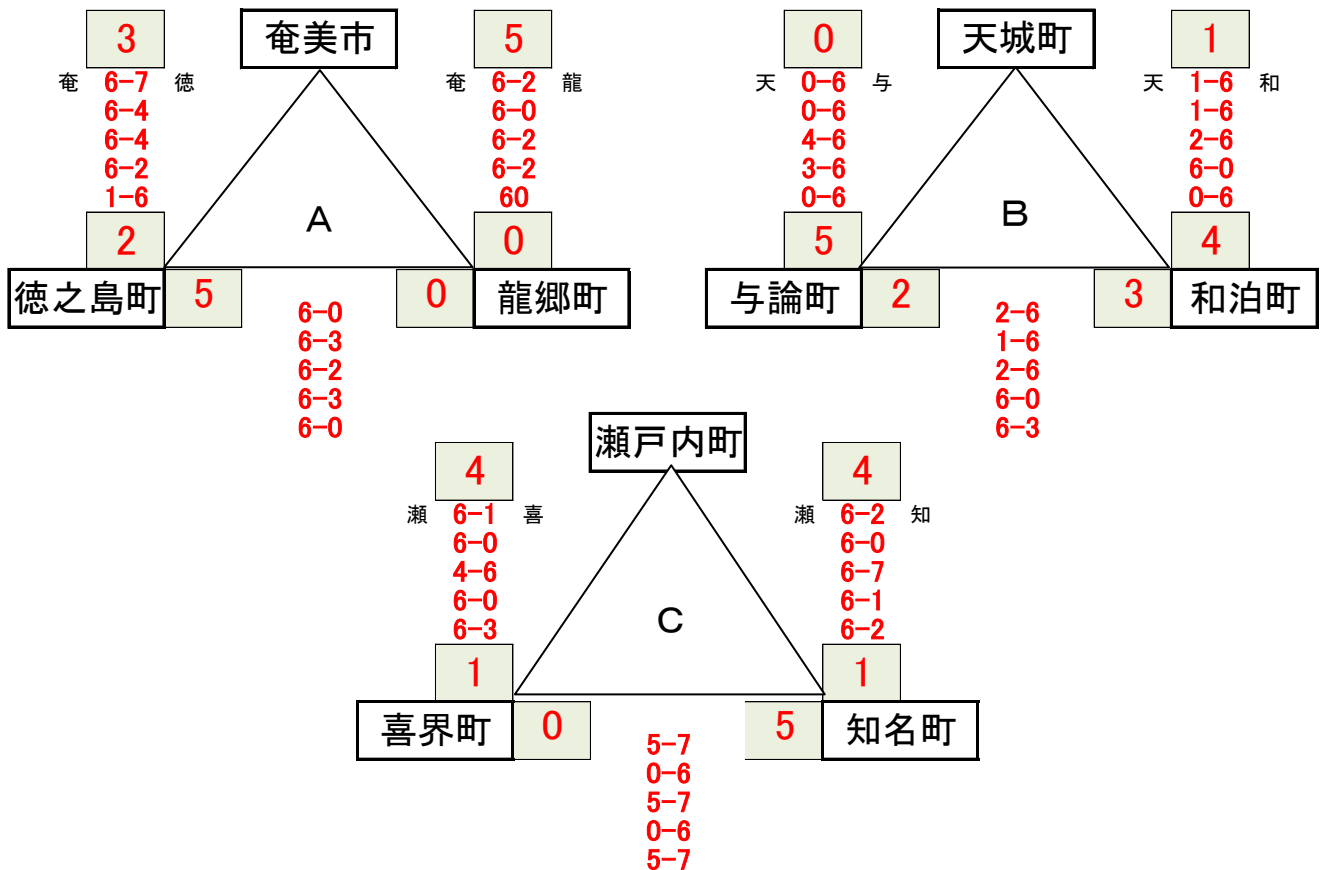 3 奄美市 5
奄 6-7 徳
6-4
6-4
6-2
1-6
2
奄 6-2 龍
6-0
6-2
6-2
60
0
A
徳之島町 5
0 龍郷町
6-0
6-3
6-2
6-3
6-0
0 天城町 1
天 0-6 与
0-6
4-6
3-6
0-6
5
天 1-6 和
1-6
2-6
6-0
0-6
4
B
与論町 2
3 和泊町
2-6
1-6
2-6
6-0
6-3
4 瀬戸内町 4
瀬 6-1 喜
6-0
4-6
6-0
6-3
1
瀬 6-2 知
6-0
6-7
6-1
6-2
1
C
喜界町 0
5 知名町
5-7
0-6
5-7
0-6
5-7